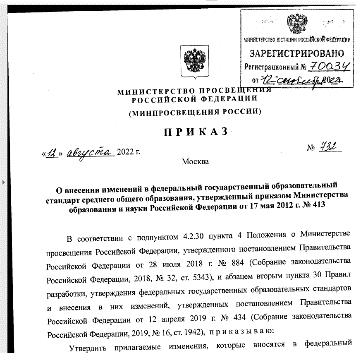 МИНИСТЕРСТВО ЮСТИЦИИ РОССИЙСКОЙ ФЕДЕРАЦИИ
ЗАРЕГИСТРИРОВАНО
Регистрационный № 70034
от "12 сентября 2022
МИНИСТЕРСТВО ПРОСВЕЩЕНИЯ
РОССИЙСКОЙ ФЕДЕРАЦИИ
(МИНПРОСВЕЩЕНИЯ РОССИИ)
ПРИКАЗ
«12» августа 2022 г.
№ 732
Москва
О внесении изменений в федеральный государственный образовательный
стандарт среднего общего образования, утвержденный приказом Министерства
образования и науки Российской Федерации от 17 мая 2012 г. № 413
В соответствии с подпунктом 4.2.30 пункта 4 Положения о Министерстве
просвещения Российской Федерации, утвержденного постановлением Правительства
Российской Федерации от 28 июля 2018 г. № 884 (Собрание законодательства
Российской Федерации, 2018, № 32, ст. 5343), и абзацем вторым пункта 30 Правил
разработки, утверждения федеральных государственных образовательных стандартов
и внесения в них изменений, утвержденных постановлением Правительства
Российской Федерации от 12 апреля 2019 г. № 434 (Собрание законодательства
Российской Федерации, 2019, № 16, ст. 1942), п р и к а з ы в а ю:
Утвердить прилагаемые изменения, которые вносятся в федеральный